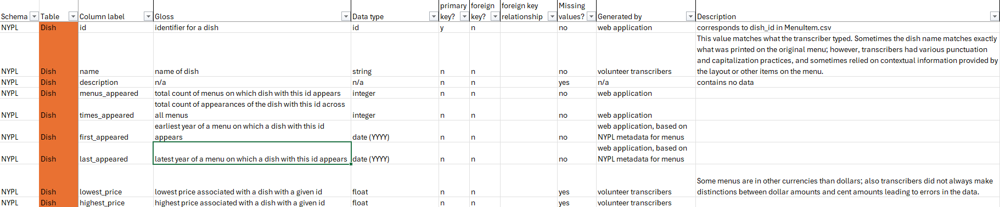 Schema Table Column label Gloss Data type primary key? foreign key? foreign key relationship Missing values? Generated by Description
NYPL Dish id identifier for a dish id y n no web application corresponds to dish_id in MenuItem.csv
This value matches what the transcriber typed. Sometimes the dish name matches exactly
what was printed on the original menu; however, transcribers had various punctuation
and capitalization practices, and sometimes relied on contextual information provided by
NYPL Dish name name of dish string n n no volunteer transcribers the layout or other items on the menu.
NYPL Dish description n/a n/a n n yes n/a contains no data
NYPL Dish menus_appeared total count of menus on which dish with this id appears integer n n no web application
total count of appearances of the dish with this id across
NYPL Dish times_appeared all menus integer n n no web application
earliest year of a menu on which a dish with this id web application, based on
NYPL Dish first_appeared appears date (YYYY) n n no NYPL metadata for menus
web application, based on
NYPL Dish last_appeared latest year of a menu on which a dish with this id appears date (YYYY) n n no NYPL metadata for menus
Some menus are in other currencies than dollars; also transcribers did not always make
NYPL Dish lowest_price lowest price associated with a dish with a given id float n n yes volunteer transcribers distinctions between dollar amounts and cent amounts leading to errors in the data.
NYPL Dish highest_price highest price associated with a dish with a given id float n n yes volunteer transcribers